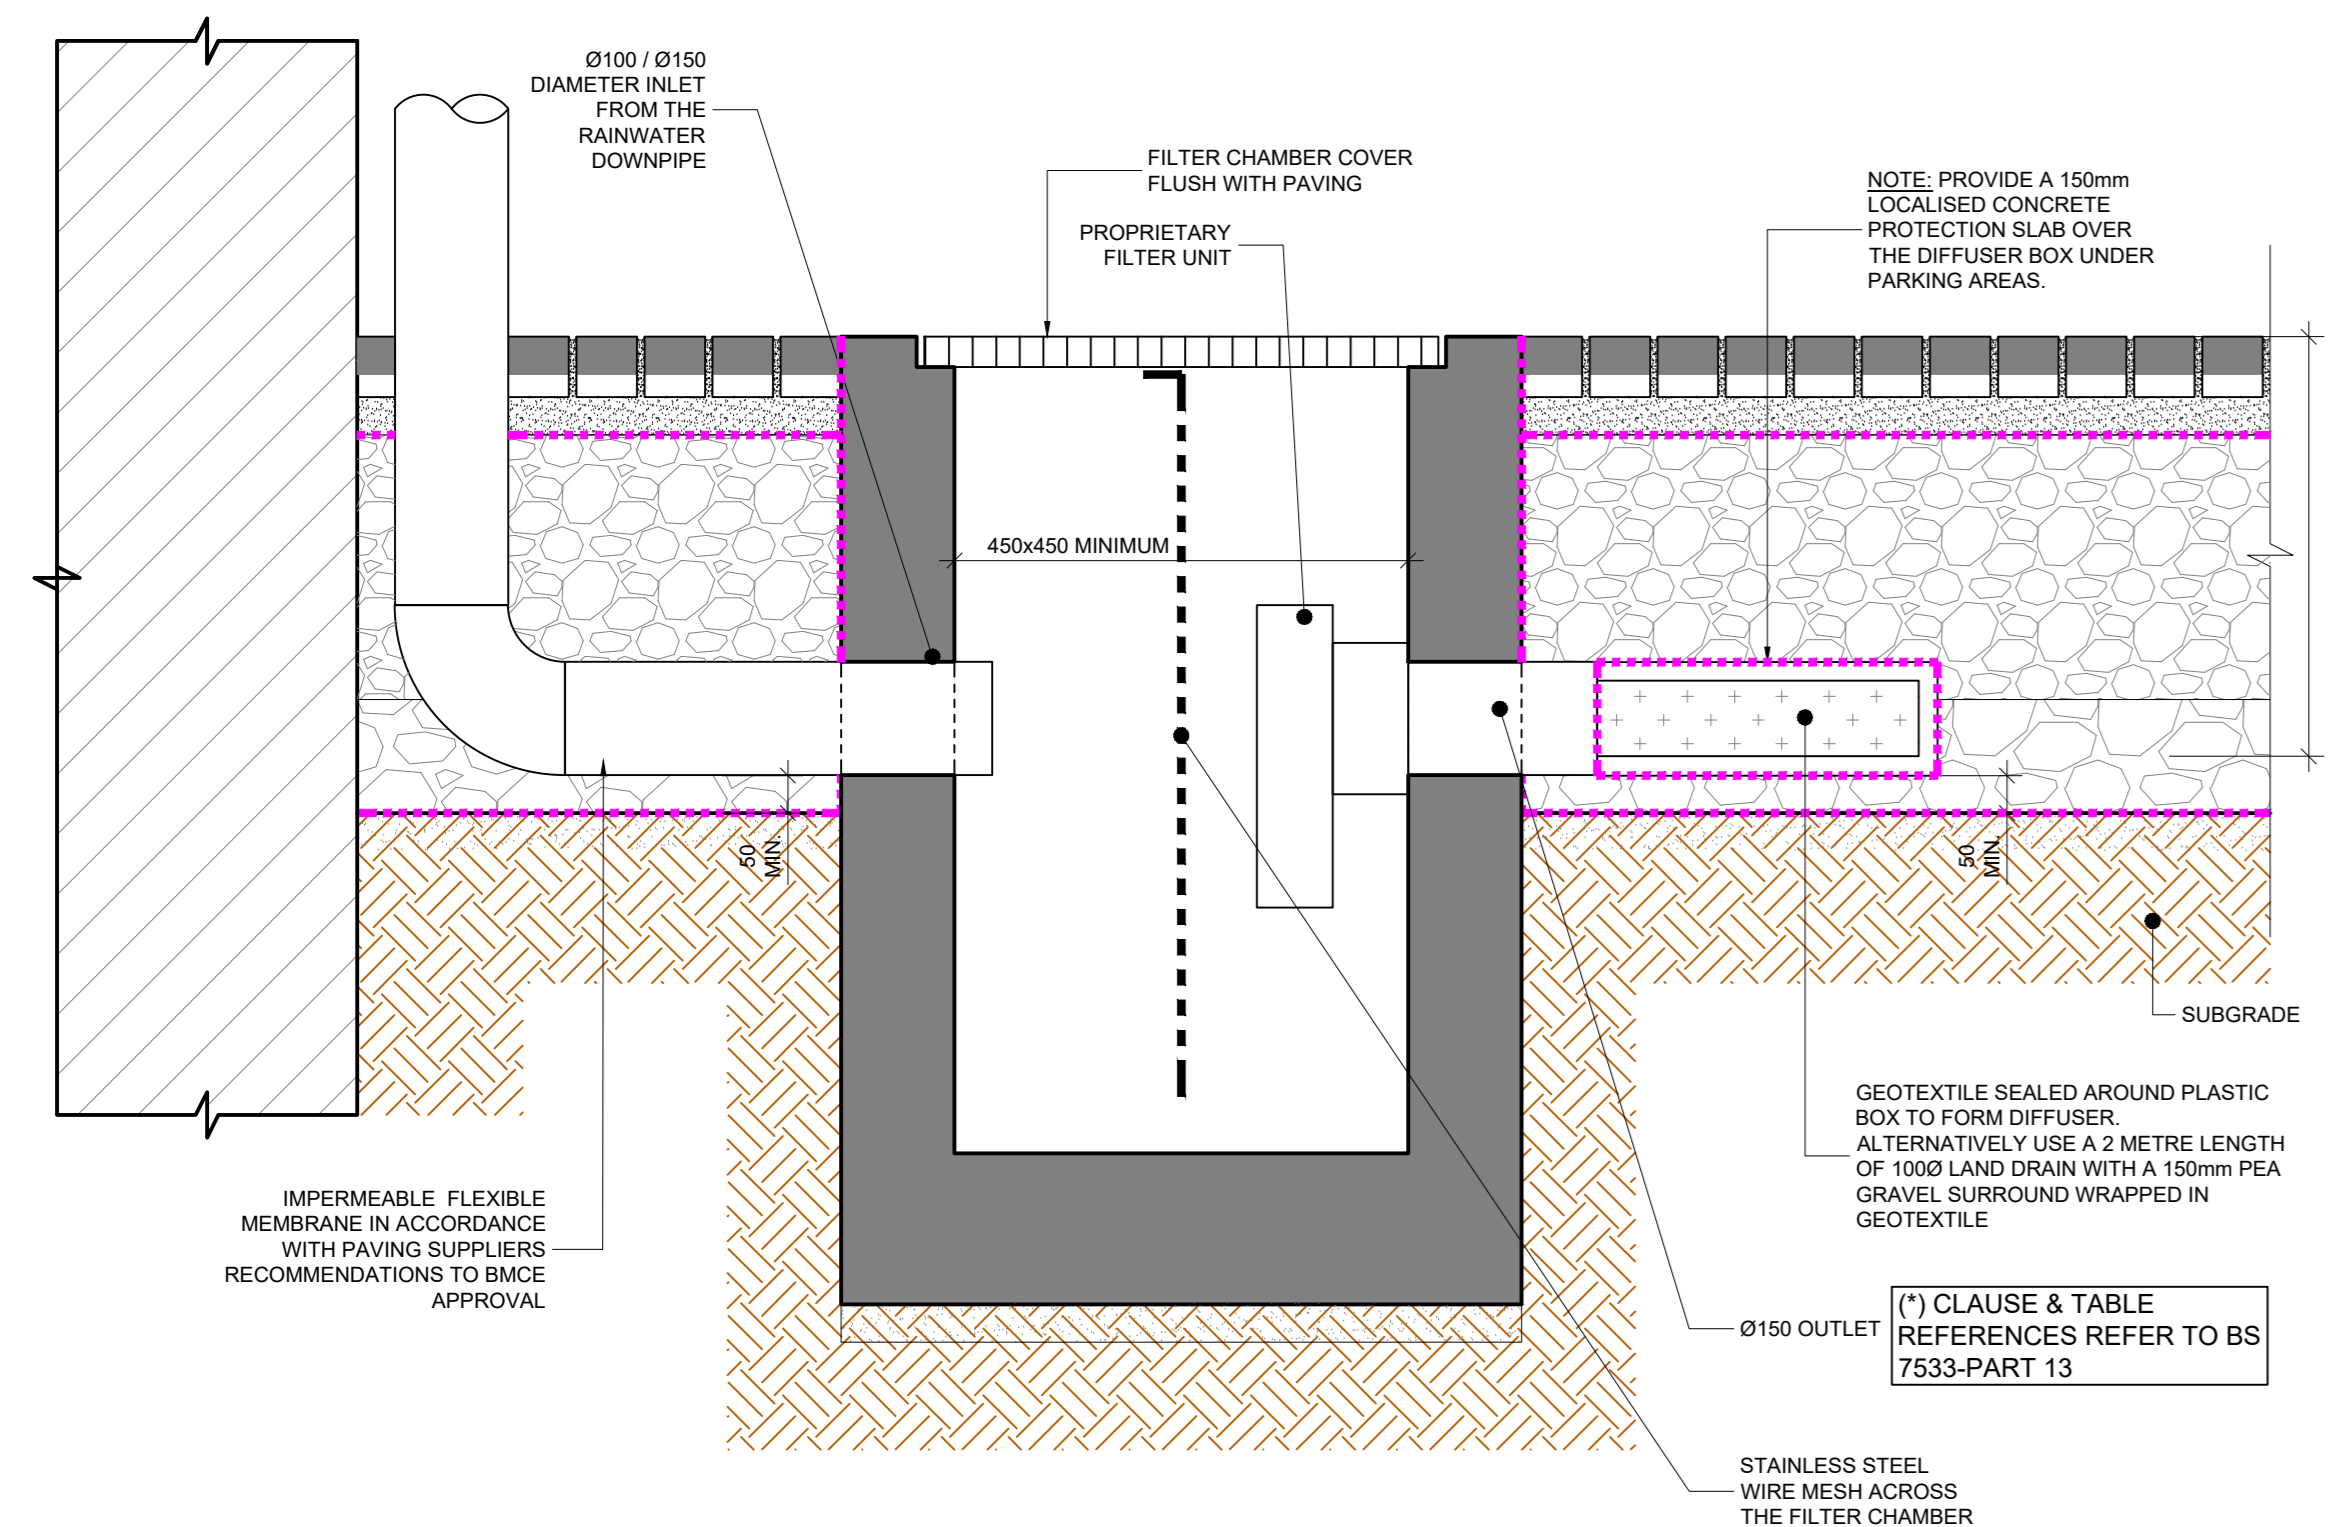 Ø100 / Ø150
DIAMETER INLET
FROM THE
RAINWATER
DOWNPIPE
FILTER CHAMBER COVER
FLUSH WITH PAVING
PROPRIETARY
FILTER UNIT
NOTE: PROVIDE A 150mm
LOCALISED CONCRETE
PROTECTION SLAB OVER
THE DIFFUSER BOX UNDER
PARKING AREAS.
450x450 MINIMUM
50
MIN.
50
MIN.
SUBGRADE
GEOTEXTILE SEALED AROUND PLASTIC
BOX TO FORM DIFFUSER.
ALTERNATIVELY USE A 2 METRE LENGTH
OF 100Ø LAND DRAIN WITH A 150mm PEA
GRAVEL SURROUND WRAPPED IN
GEOTEXTILE
IMPERMEABLE  FLEXIBLE
MEMBRANE IN ACCORDANCE
WITH PAVING SUPPLIERS
RECOMMENDATIONS TO BMCE
APPROVAL
Ø150 OUTLET
(*) CLAUSE & TABLE
REFERENCES REFER TO BS
7533-PART 13
STAINLESS STEEL
WIRE MESH ACROSS
THE FILTER CHAMBER